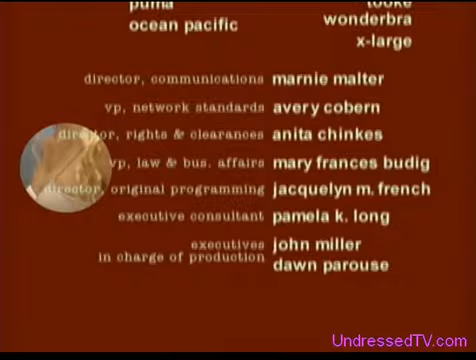 puma tooke
ocean pacific wonderbra
x-large
director, communications marnie malter
vp, network standards avery cobern
director, rights & clearances anita chinkes
vp, law & bus. affairs mary frances budig
director, original programming jacquelyn m. french
executive consultant pamela k. long
executives john miller
in charge of production dawn parouse
UndressedTV.com